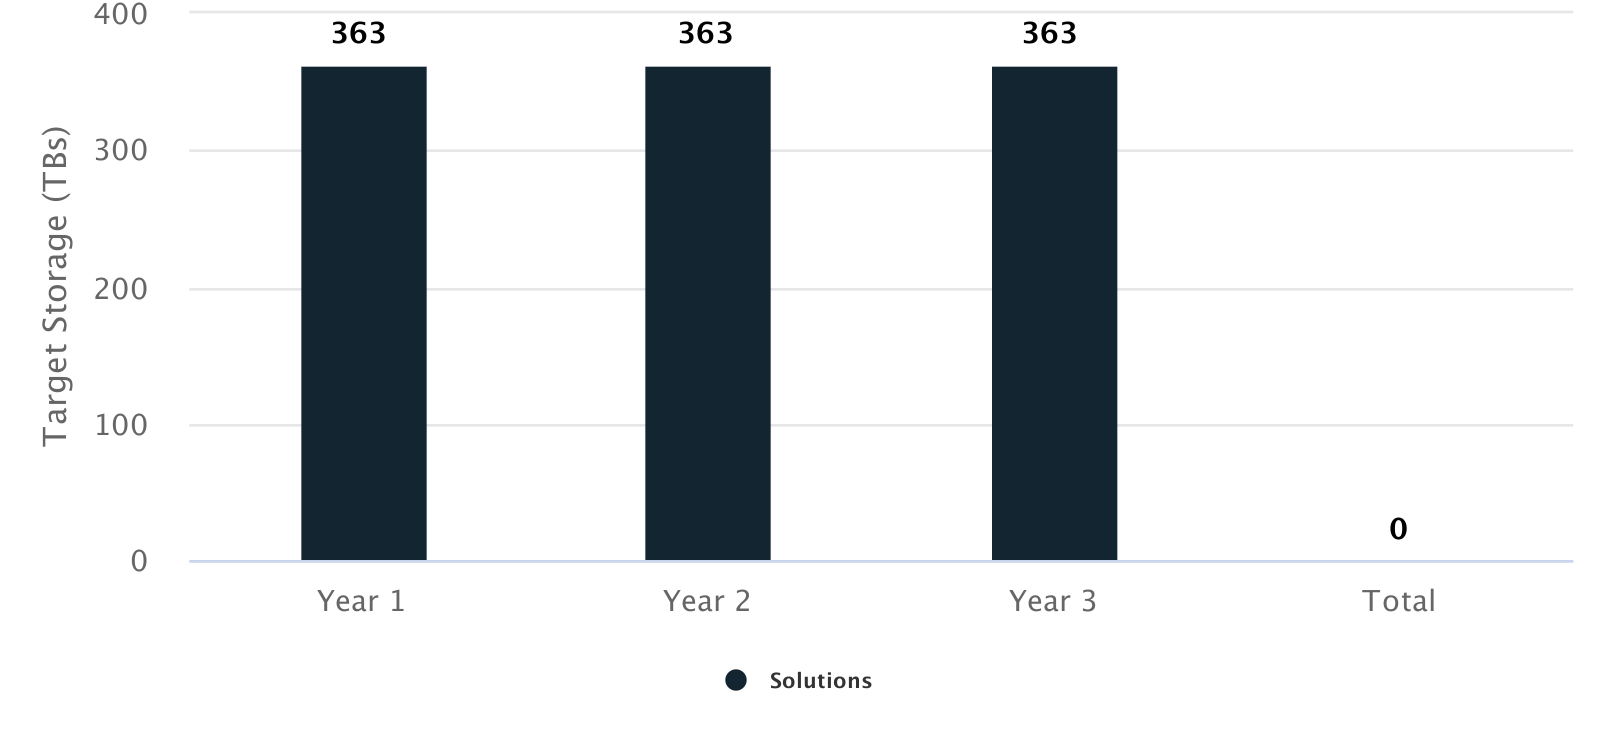 400
363
363
363
300
200
100
0
0
Target Storage (TBs)
Year 1
Year 2
Year 3
Total
Solutions